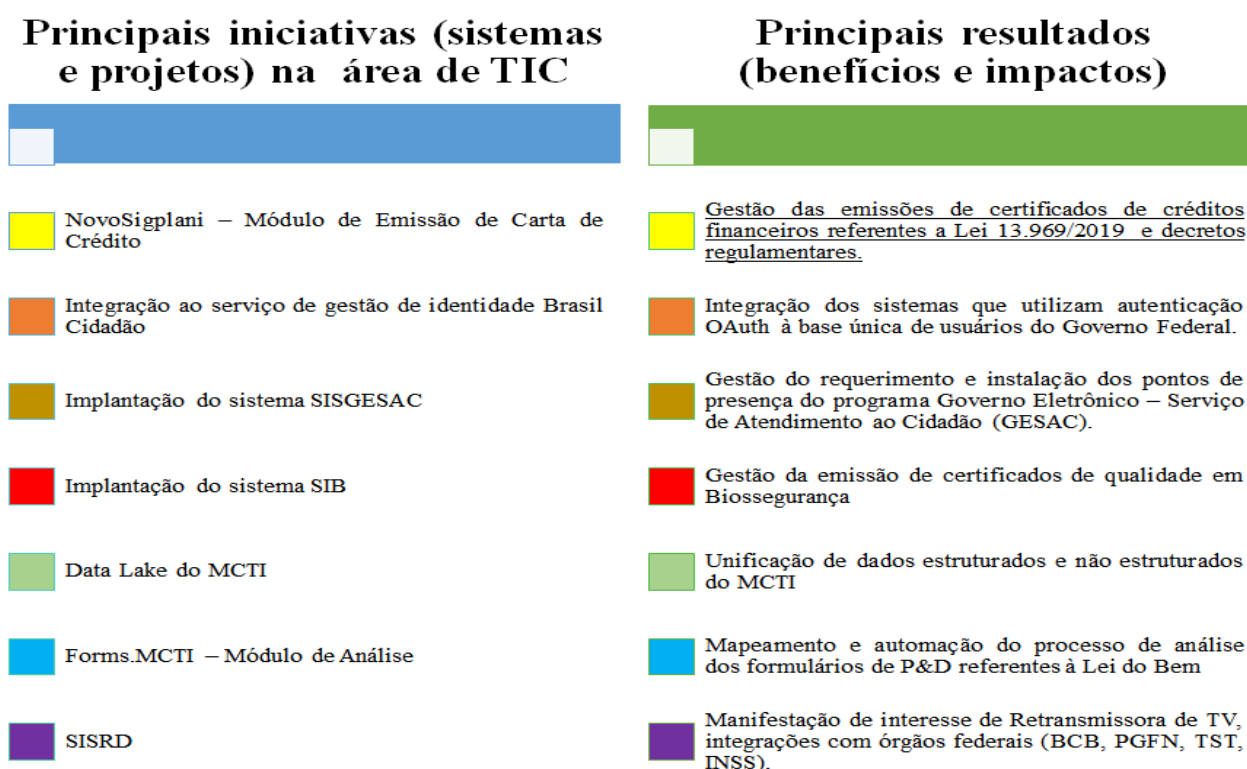 Principais iniciativas (sistemas
e projetos) na área de TIC
NovoSigplani – Módulo de Emissão de Carta de
Crédito
Integração ao serviço de gestão de identidade Brasil
Cidadão
Implantação do sistema SISGESAC
Implantação do sistema SIB
Data Lake do MCTI
Forms.MCTI – Módulo de Análise
SISRD
Principais resultados
(benefícios e impactos)
Gestão das emissões de certificados de créditos
financeiros referentes a Lei 13.969/2019 e decretos
regulamentares.
Integração dos sistemas que utilizam autenticação
OAuth à base única de usuários do Governo Federal.
Gestão do requerimento e instalação dos pontos de
presença do programa Governo Eletrônico – Serviço
de Atendimento ao Cidadão (GESAC).
Gestão da emissão de certificados de qualidade em
Biossegurança
Unificação de dados estruturados e não estruturados
do MCTI
Mapeamento e automação do processo de análise
dos formulários de P&D referentes à Lei do Bem
Manifestação de interesse de Retransmissora de TV,
integrações com órgãos federais (BCB, PGFN, TST,
INSS).